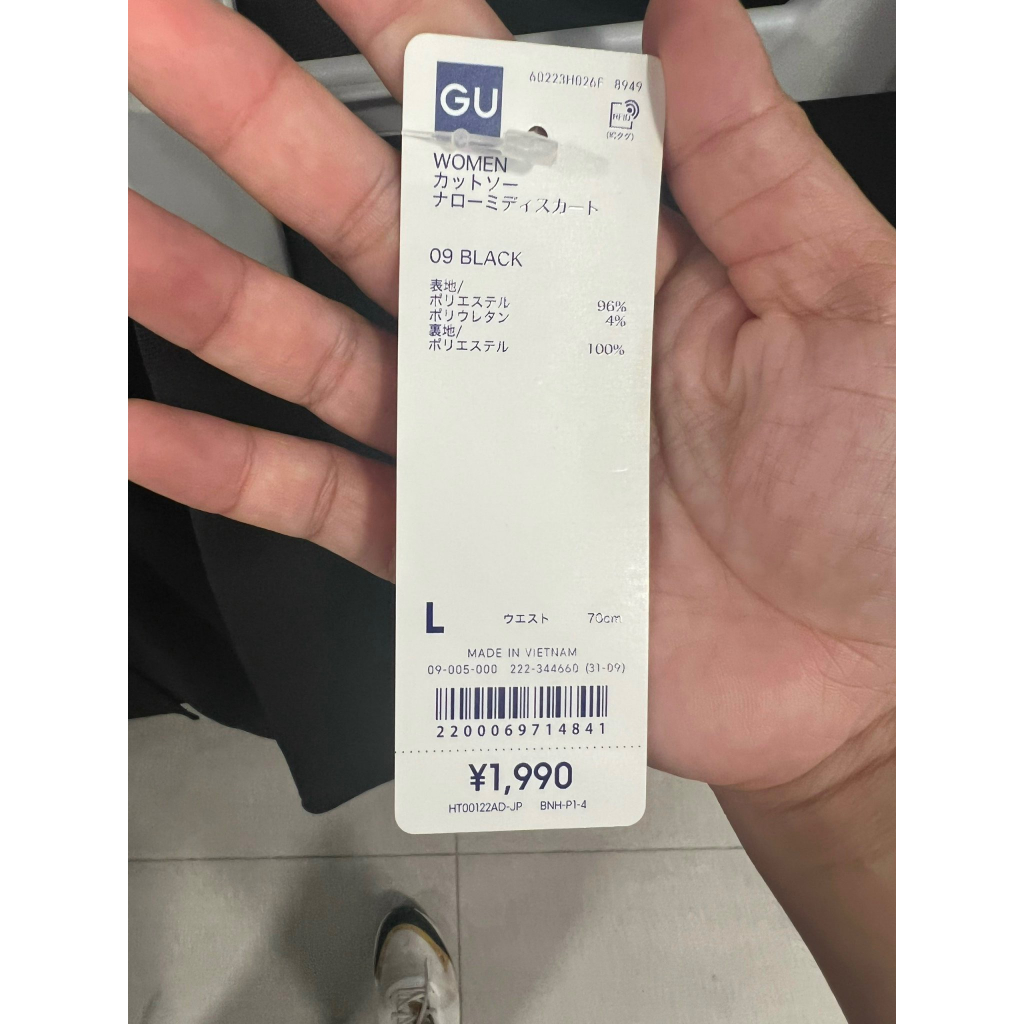 GU
60223H026F 8949
RFID
(ICタグ)
WOMEN
カットソー
ナローミディスカート
09 BLACK
表地/
ポリエステル 96%
ポリウレタン 4%
裏地/
ポリエステル 100%
L ウエスト 70cm
MADE IN VIETNAM
09-005-000 222-344660 (31-09)
2200069714841
¥1,990
HT00122AD-JP BNH-P1-4